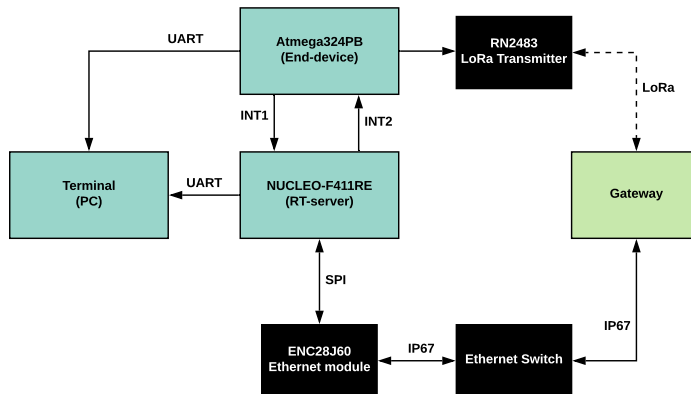 UART
Atmega324PB
(End-device)
RN2483
LoRa Transmitter
LoRa
INT1
INT2
Terminal
(PC)
UART
NUCLEO-F411RE
(RT-server)
Gateway
SPI
IP67
ENC28J60
Ethernet module
IP67
Ethernet Switch